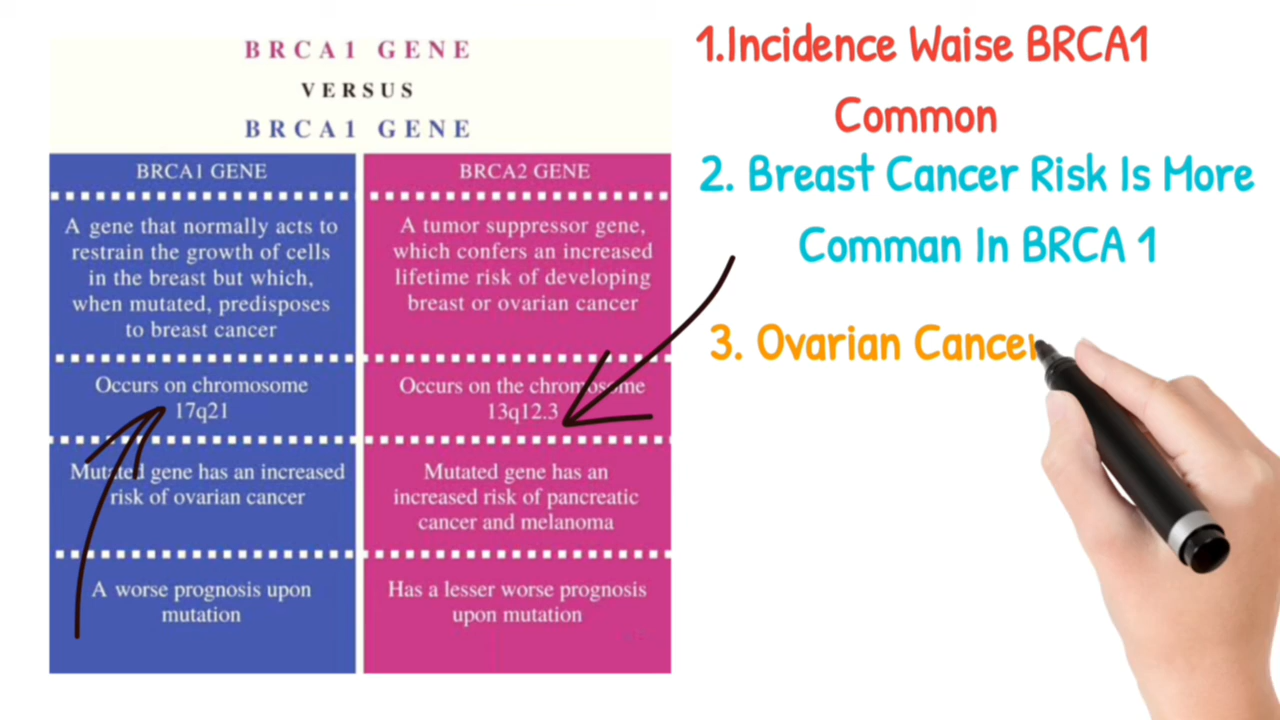 BRCA1 GENE
VERSUS
BRCA1 GENE
BRCA1 GENE
A gene that normally acts to
restrain the growth of cells
in the breast but which,
when mutated, predisposes
to breast cancer
Occurs on chromosome
17q21
Mutated gene has an increased
risk of ovarian cancer
A worse prognosis upon
mutation
BRCA2 GENE
A tumor suppressor gene,
which confers an increased
lifetime risk of developing
breast or ovarian cancer
Occurs on the chromosome
13q12.3
Mutated gene has an
increased risk of pancreatic
cancer and melanoma
Has a lesser worse prognosis
upon mutation
1.Incidence Waise BRCA1
Common
2. Breast Cancer Risk Is More
Comman In BRCA 1
3. Ovarian Cancer